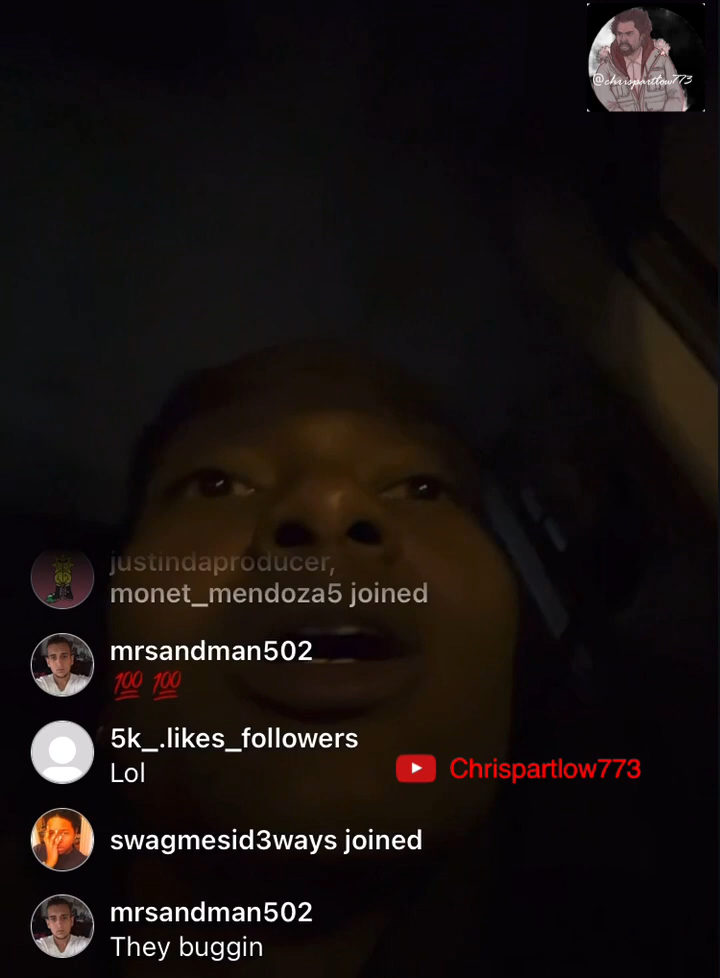 @chrispartlow773
justindaproducer,
monet_mendoza5 joined
mrsandman502
💯 💯
5k_.likes_followers
Lol
Chrispartlow773
swagmesid3ways joined
mrsandman502
They buggin